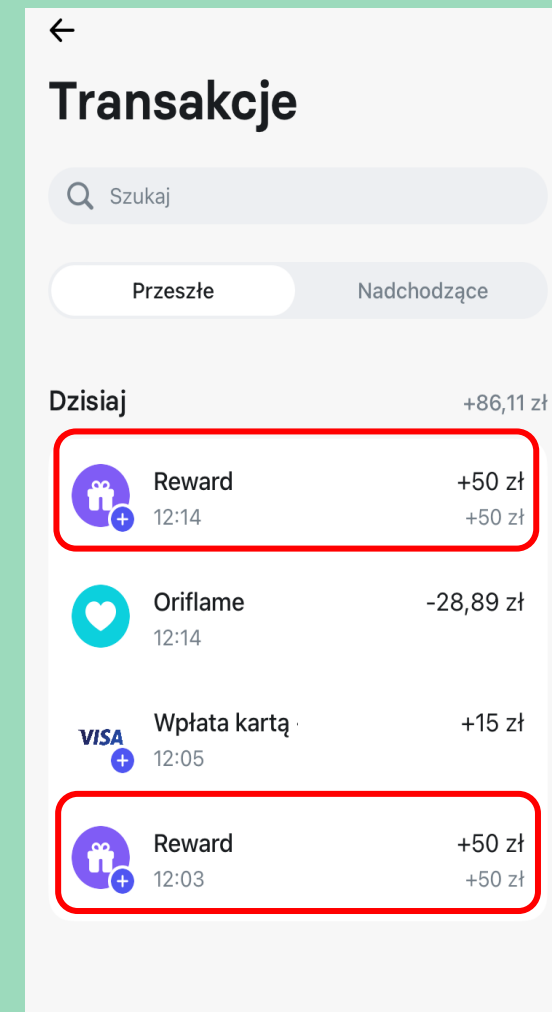 Transakcje
Szukaj
Przeszłe Nadchodzące
Dzisiaj +86,11 zł
Reward +50 zł
12:14 +50 zł
Oriflame -28,89 zł
12:14
VISA Wpłata kartą · +15 zł
12:05
Reward +50 zł
12:03 +50 zł